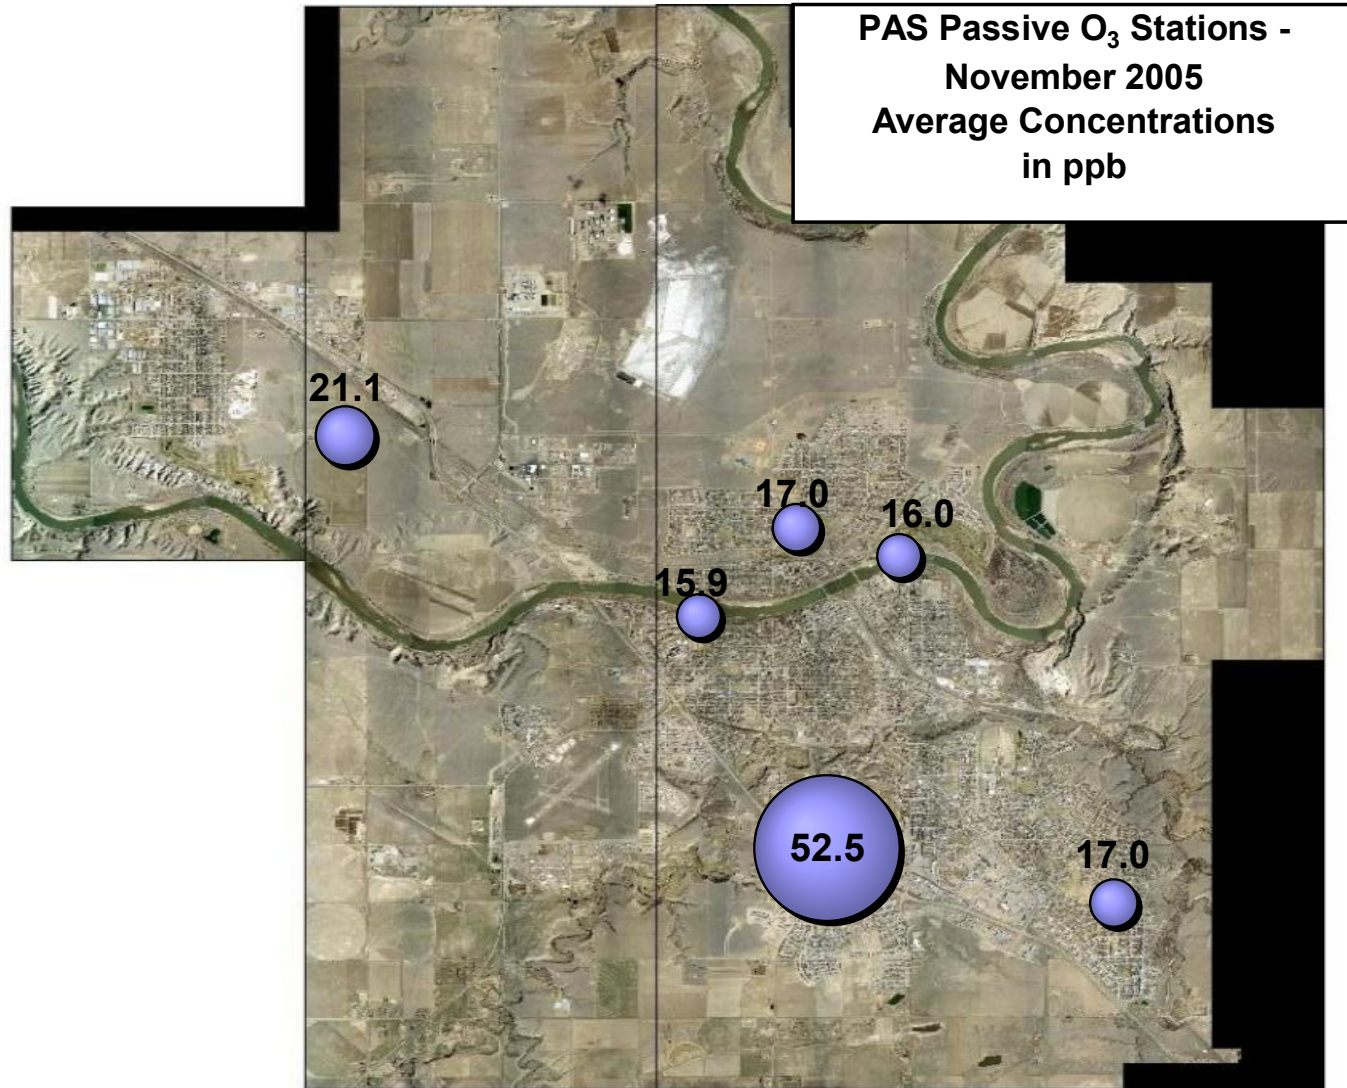 PAS Passive O₃ Stations -
November 2005
Average Concentrations
in ppb
21.1
17.0
16.0
15.9
52.5
17.0